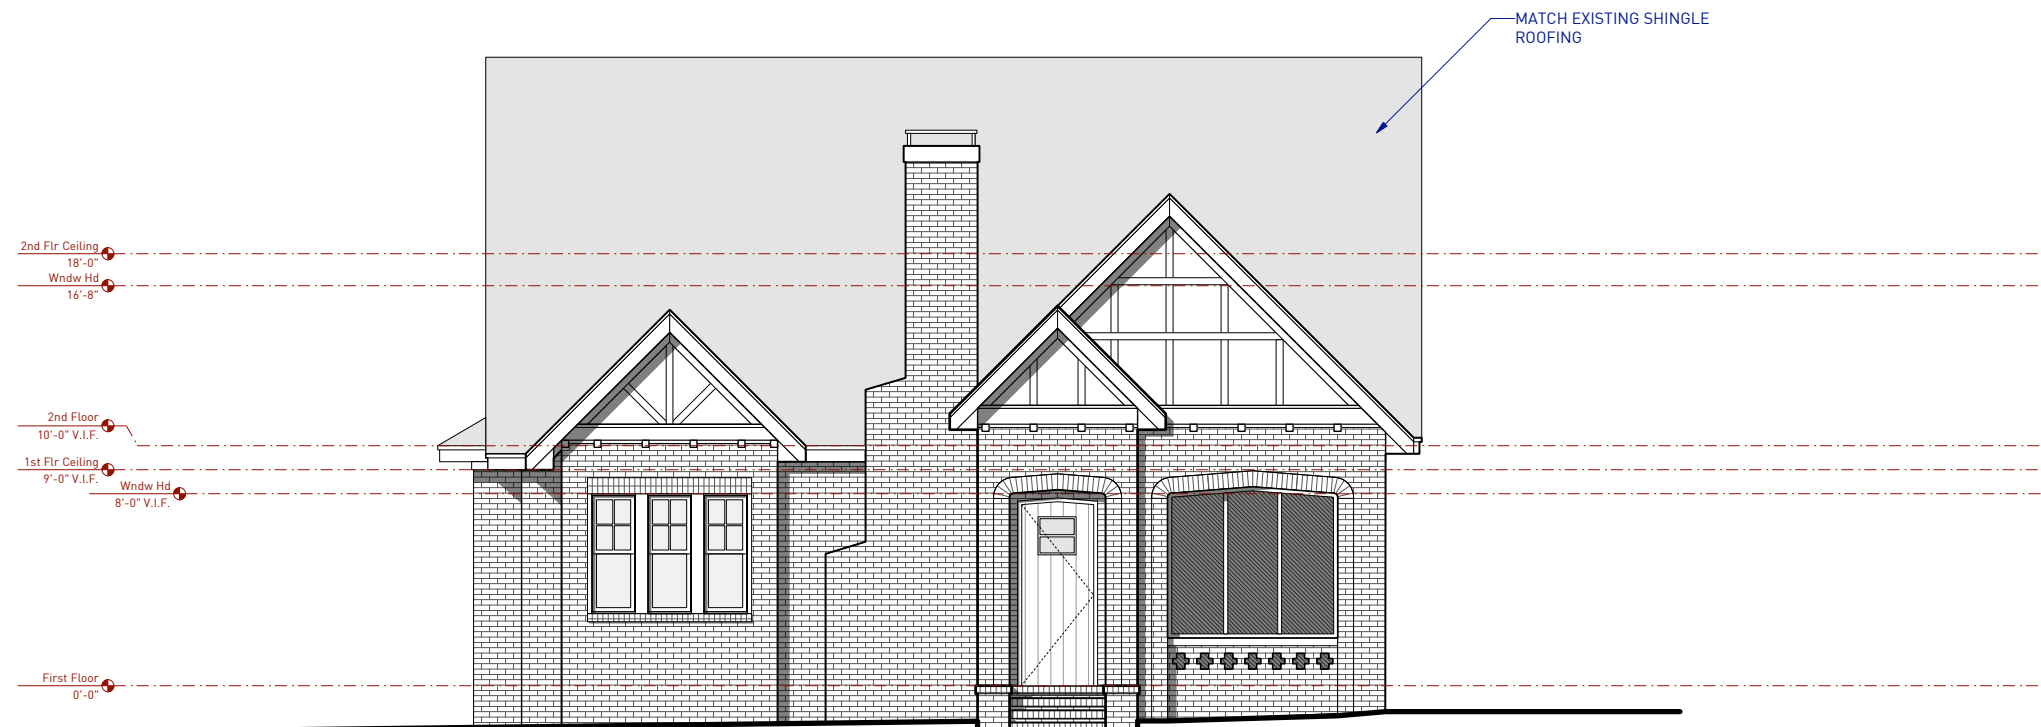 MATCH EXISTING SHINGLE
ROOFING
2nd Flr Ceiling
18'-0"
Wndw Hd
16'-8"
2nd Floor
10'-0" V.I.F.
1st Flr Ceiling
9'-0" V.I.F.
Wndw Hd
8'-0" V.I.F.
First Floor
0'-0"